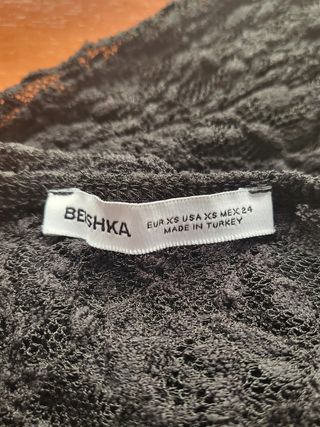 BERSHKA
EUR XS USA XS MEX 24
MADE IN TURKEY